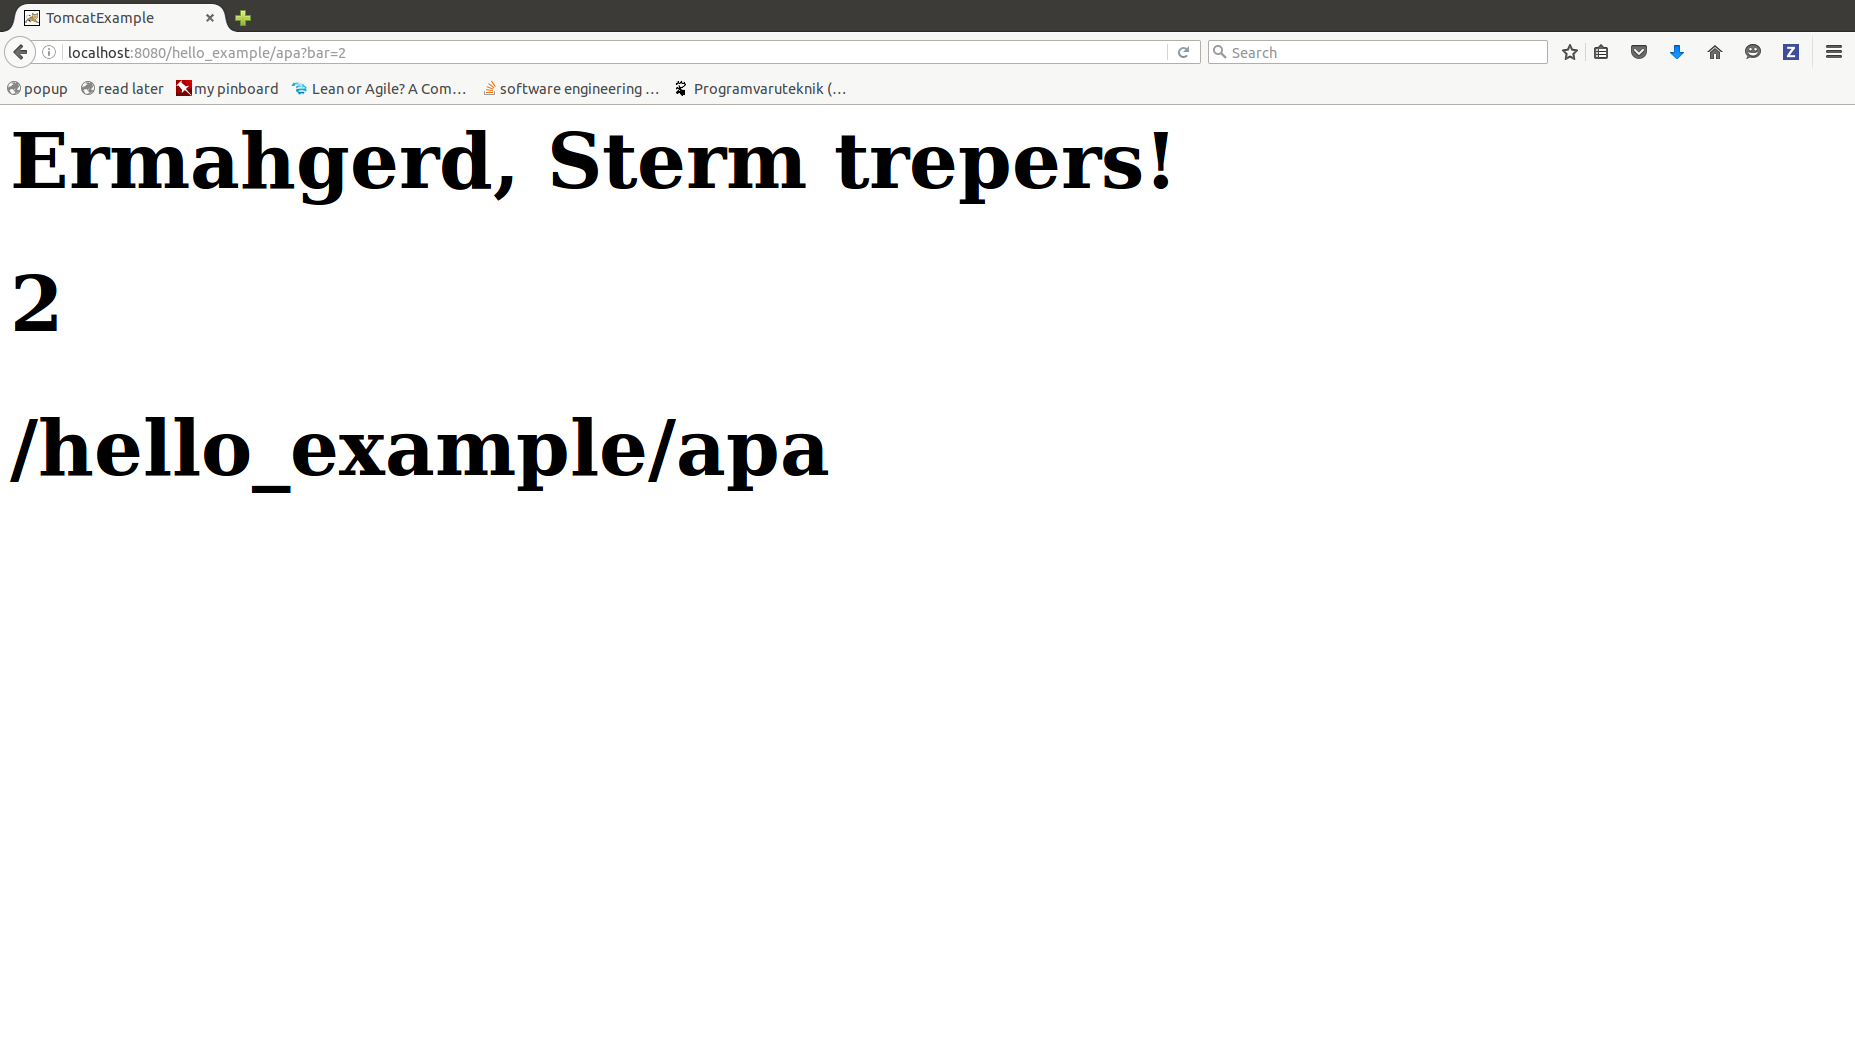 TomcatExample
localhost:8080/hello_example/apa?bar=2
Search
Z
popup
read later
my pinboard
Lean or Agile? A Com...
software engineering ...
Programvaruteknik (...
Ermahgerd, Sterm trepers!
2
/hello_example/apa